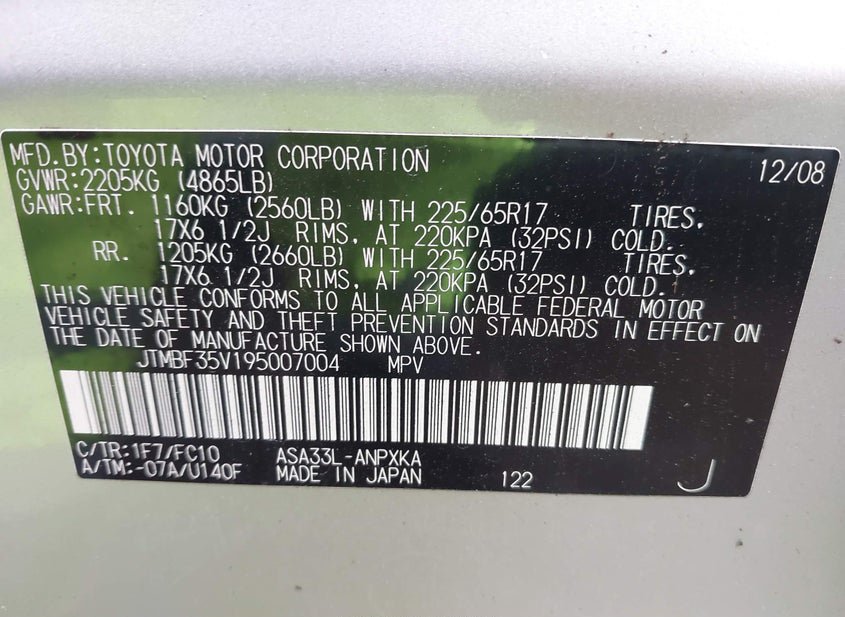 MFD.BY:TOYOTA MOTOR CORPORATION 12/08
GVWR:2205KG (4865LB)
GAWR:FRT. 1160KG (2560LB) WITH 225/65R17 TIRES,
17X6 1/2J RIMS, AT 220KPA (32PSI) COLD.
RR. 1205KG (2660LB) WITH 225/65R17 TIRES,
17X6 1/2J RIMS, AT 220KPA (32PSI) COLD.
THIS VEHICLE CONFORMS TO ALL APPLICABLE FEDERAL MOTOR
VEHICLE SAFETY AND THEFT PREVENTION STANDARDS IN EFFECT ON
THE DATE OF MANUFACTURE SHOWN ABOVE.
JTMBF35V195007004 MPV
C/TR:1F7/FC10 ASA33L-ANPXKA
A/TM:-07A/U140F MADE IN JAPAN 122 J